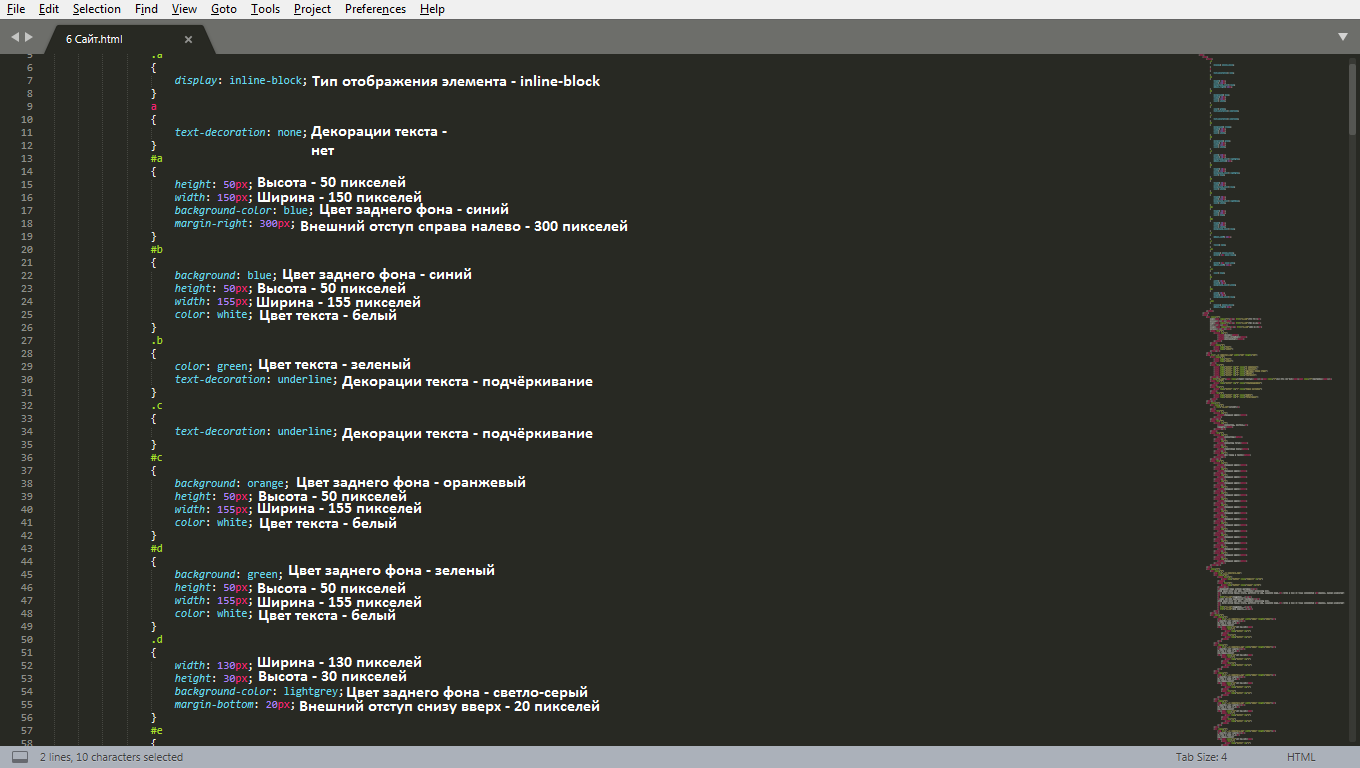 File Edit Selection Find View Goto Tools Project Preferences Help
6 Сайт.html ×
5 .a
6 {
7 display: inline-block; Тип отображения элемента - inline-block
8 }
9 a
10 {
11 text-decoration: none; Декорации текста -
нет
12 }
13 #a
14 {
15 height: 50px; Высота - 50 пикселей
16 width: 150px; Ширина - 150 пикселей
17 background-color: blue; Цвет заднего фона - синий
18 margin-right: 300px; Внешний отступ справа налево - 300 пикселей
19 }
20 #b
21 {
22 background: blue; Цвет заднего фона - синий
23 height: 50px; Высота - 50 пикселей
24 width: 155px; Ширина - 155 пикселей
25 color: white; Цвет текста - белый
26 }
27 .b
28 {
29 color: green; Цвет текста - зеленый
30 text-decoration: underline; Декорации текста - подчёркивание
31 }
32 .c
33 {
34 text-decoration: underline; Декорации текста - подчёркивание
35 }
36 #c
37 {
38 background: orange; Цвет заднего фона - оранжевый
39 height: 50px; Высота - 50 пикселей
40 width: 155px; Ширина - 155 пикселей
41 color: white; Цвет текста - белый
42 }
43 #d
44 {
45 background: green; Цвет заднего фона - зеленый
46 height: 50px; Высота - 50 пикселей
47 width: 155px; Ширина - 155 пикселей
48 color: white; Цвет текста - белый
49 }
50 .d
51 {
52 width: 130px; Ширина - 130 пикселей
53 height: 30px; Высота - 30 пикселей
54 background-color: lightgrey; Цвет заднего фона - светло-серый
55 margin-bottom: 20px; Внешний отступ снизу вверх - 20 пикселей
56 }
57 #e
58 {
2 lines, 10 characters selected Tab Size: 4 HTML